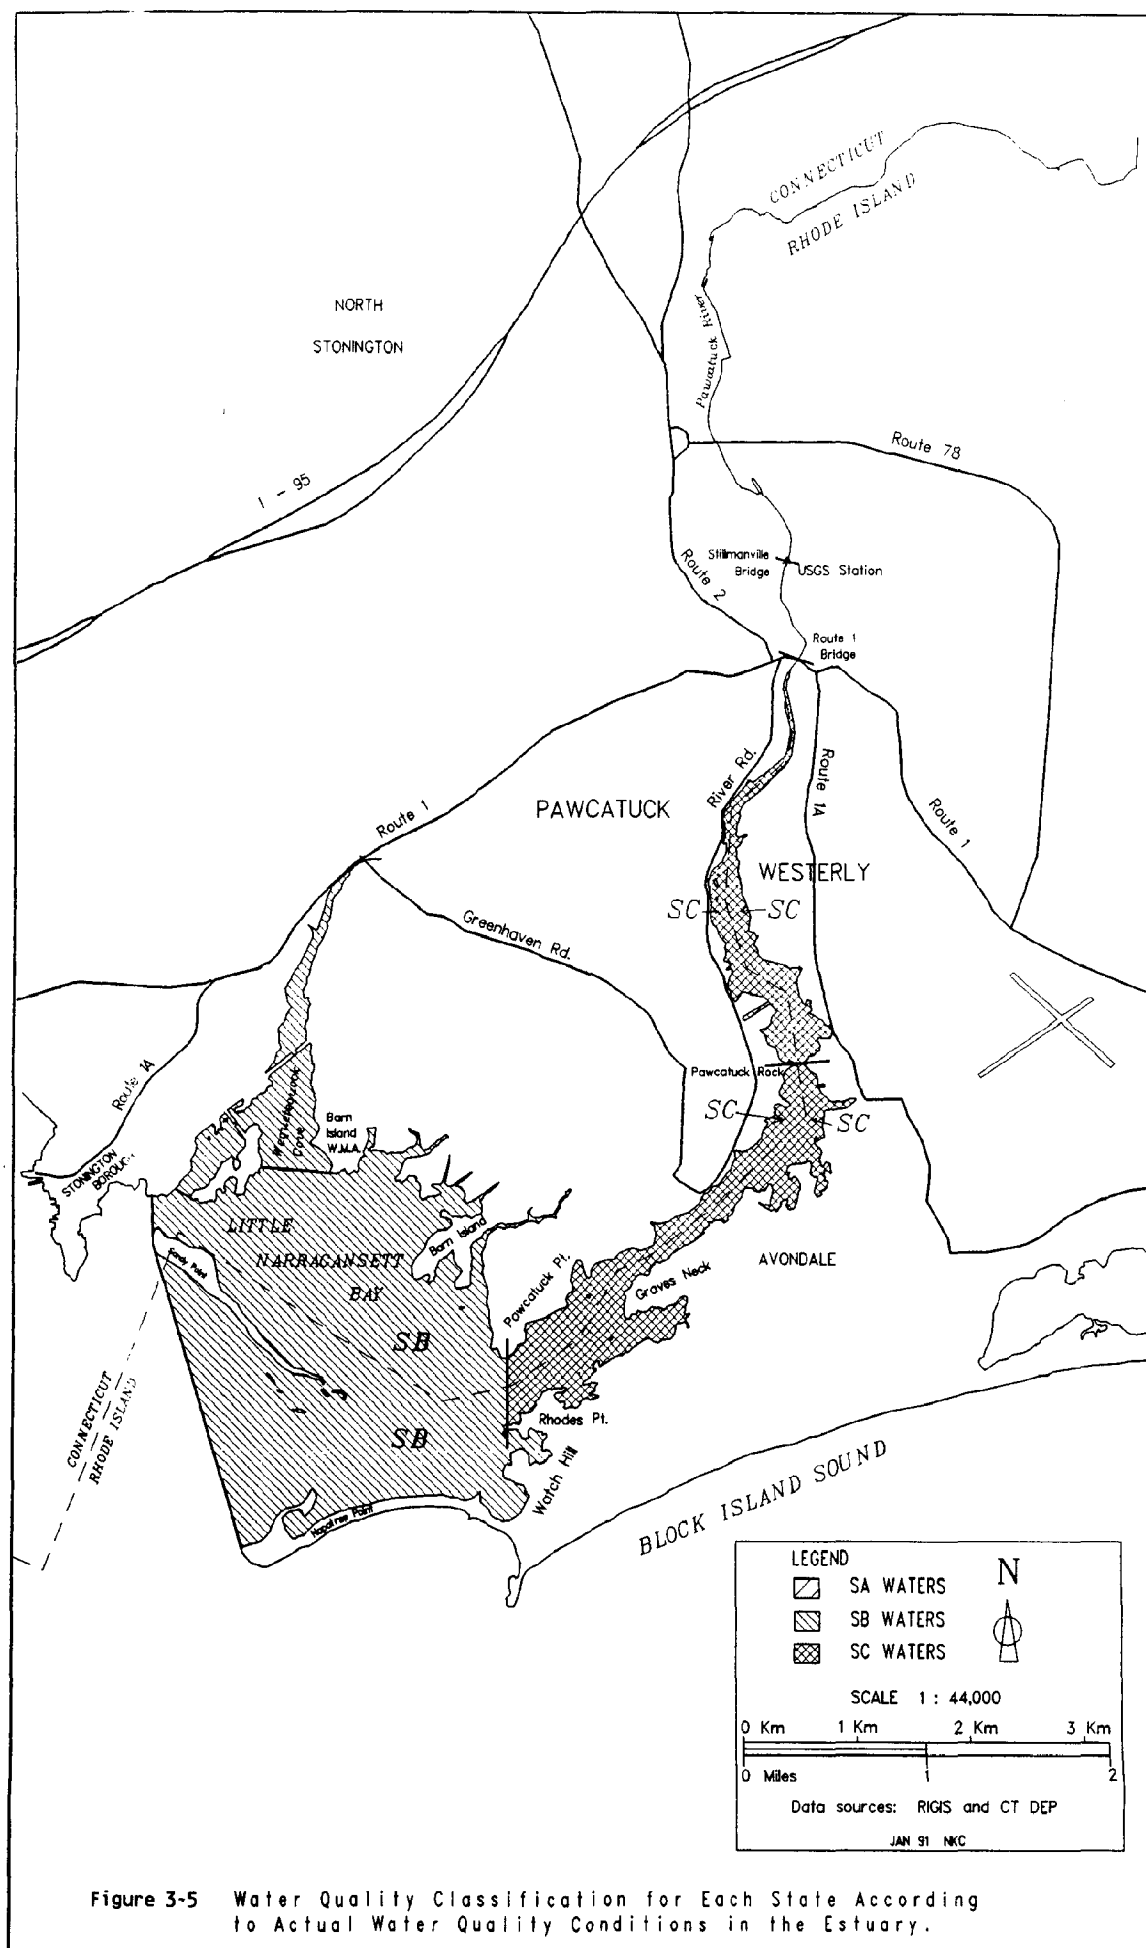 CONNECTICUT
RHODE ISLAND
NORTH
STONINGTON
Pawcatuck River
Route 78
I - 95
Stillmanville
Bridge
USGS Station
Route 2
Route 1
Bridge
River Rd.
Route 1A
PAWCATUCK
Route 1
Route 1
WESTERLY
SC
SC
Greenhaven Rd.
Route 1A
Pawcatuck Rock
SC
SC
Wequetequock
Cove
Barn
Island
W.M.A.
STONINGTON
BOROUGH
LITTLE
NARRAGANSETT
BAY
Barn Island
Sandy Point
Pawcatuck Pt.
Graves Neck
AVONDALE
SB
SB
CONNECTICUT
RHODE ISLAND
Rhodes Pt.
Watch Hill
Napatree Point
BLOCK ISLAND SOUND
LEGEND
N
SA WATERS
SB WATERS
SC WATERS
SCALE 1 : 44,000
0 Km 1 Km 2 Km 3 Km
0 Miles 1 2
Data sources: RIGIS and CT DEP
JAN 91 NKC
Figure 3-5 Water Quality Classification for Each State According
to Actual Water Quality Conditions in the Estuary.